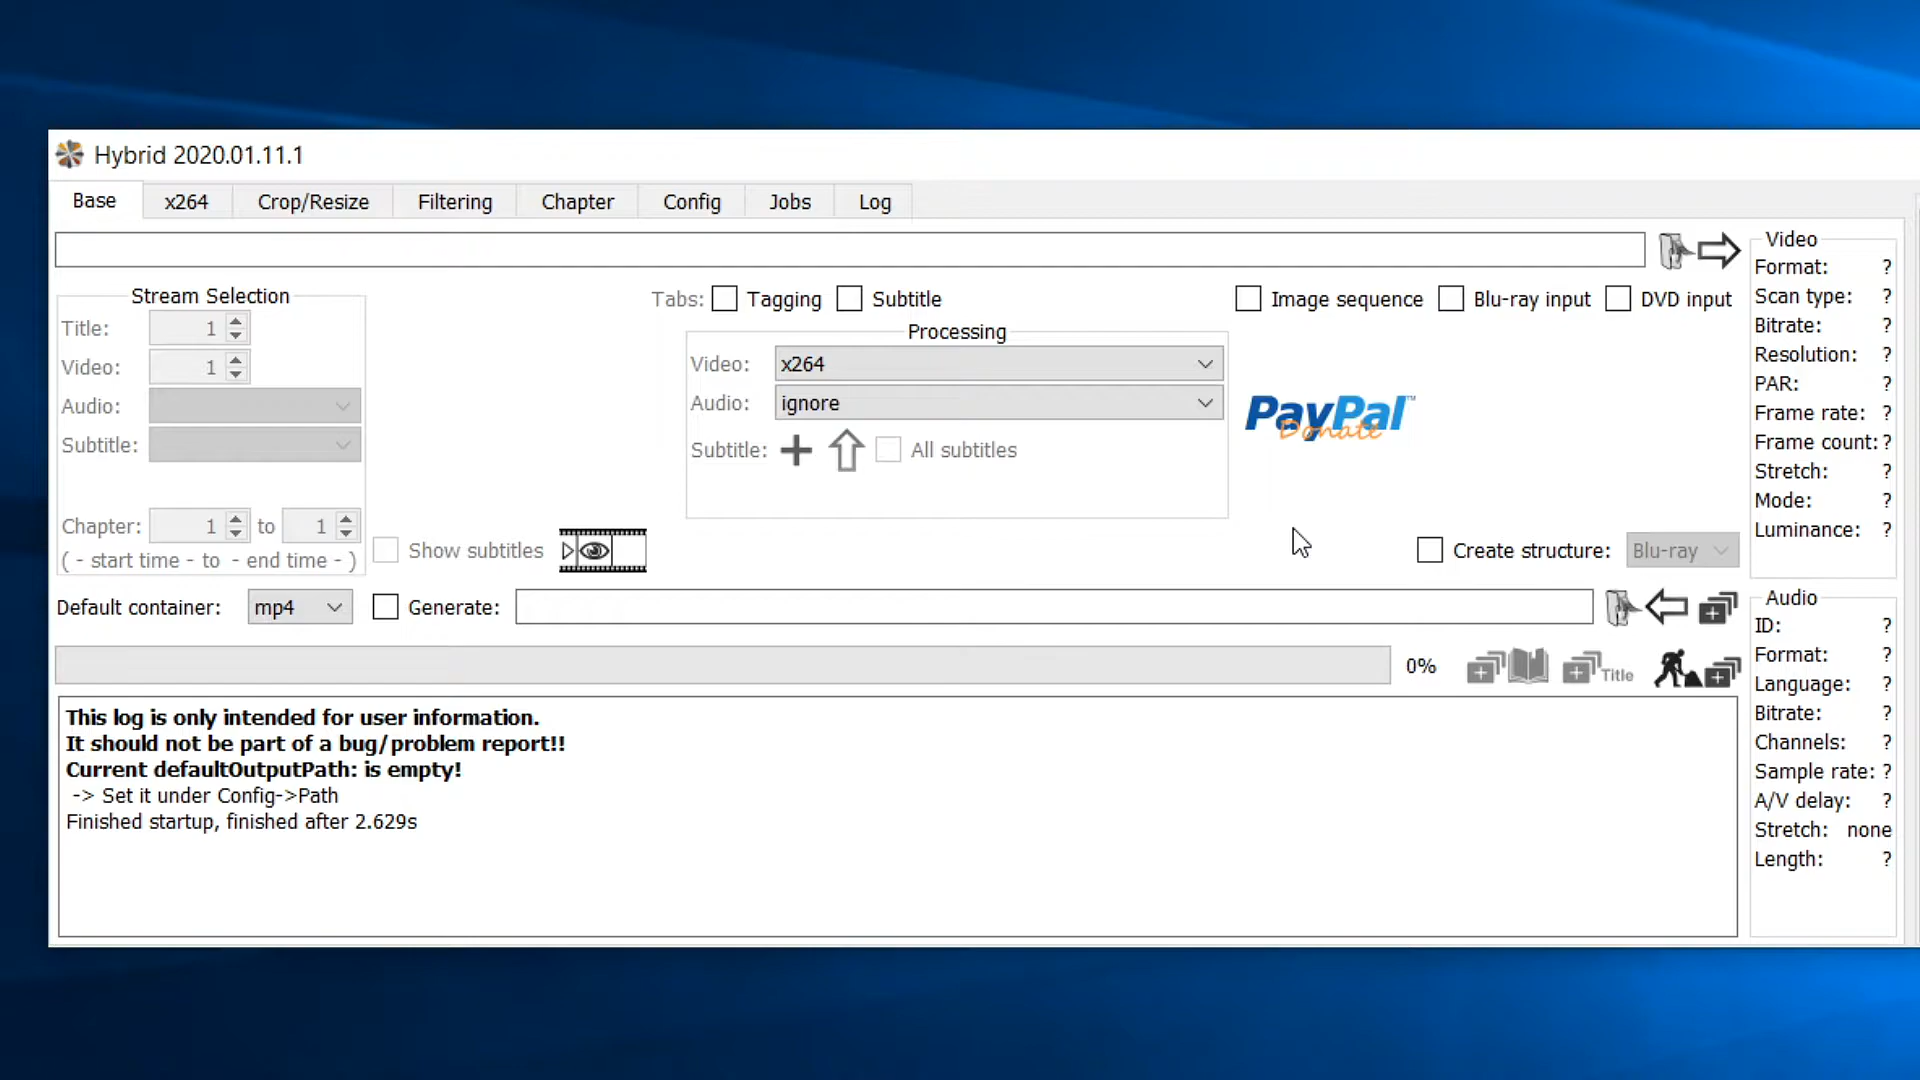 Hybrid 2020.01.11.1
Base x264 Crop/Resize Filtering Chapter Config Jobs Log
Stream Selection
Title: 1
Video: 1
Audio:
Subtitle:
Chapter: 1 to 1
( - start time - to - end time - )
Tabs: Tagging Subtitle
Image sequence Blu-ray input DVD input
Processing
Video: x264
Audio: ignore
Subtitle: All subtitles
PayPal™
Donate
Show subtitles
Create structure: Blu-ray
Default container: mp4 Generate:
0%
Title
This log is only intended for user information.
It should not be part of a bug/problem report!!
Current defaultOutputPath: is empty!
-> Set it under Config->Path
Finished startup, finished after 2.629s
Video
Format: ?
Scan type: ?
Bitrate: ?
Resolution: ?
PAR: ?
Frame rate: ?
Frame count: ?
Stretch: ?
Mode: ?
Luminance: ?
Audio
ID: ?
Format: ?
Language: ?
Bitrate: ?
Channels: ?
Sample rate: ?
A/V delay: ?
Stretch: none
Length: ?